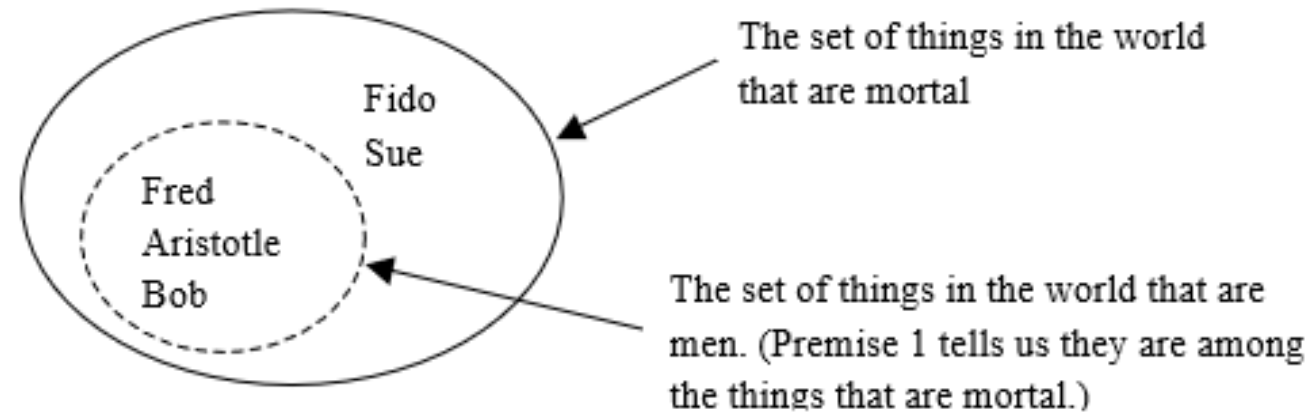 The set of things in the world
that are mortal
Fido
Sue
Fred
Aristotle
Bob
The set of things in the world that are
men. (Premise 1 tells us they are among
the things that are mortal.)